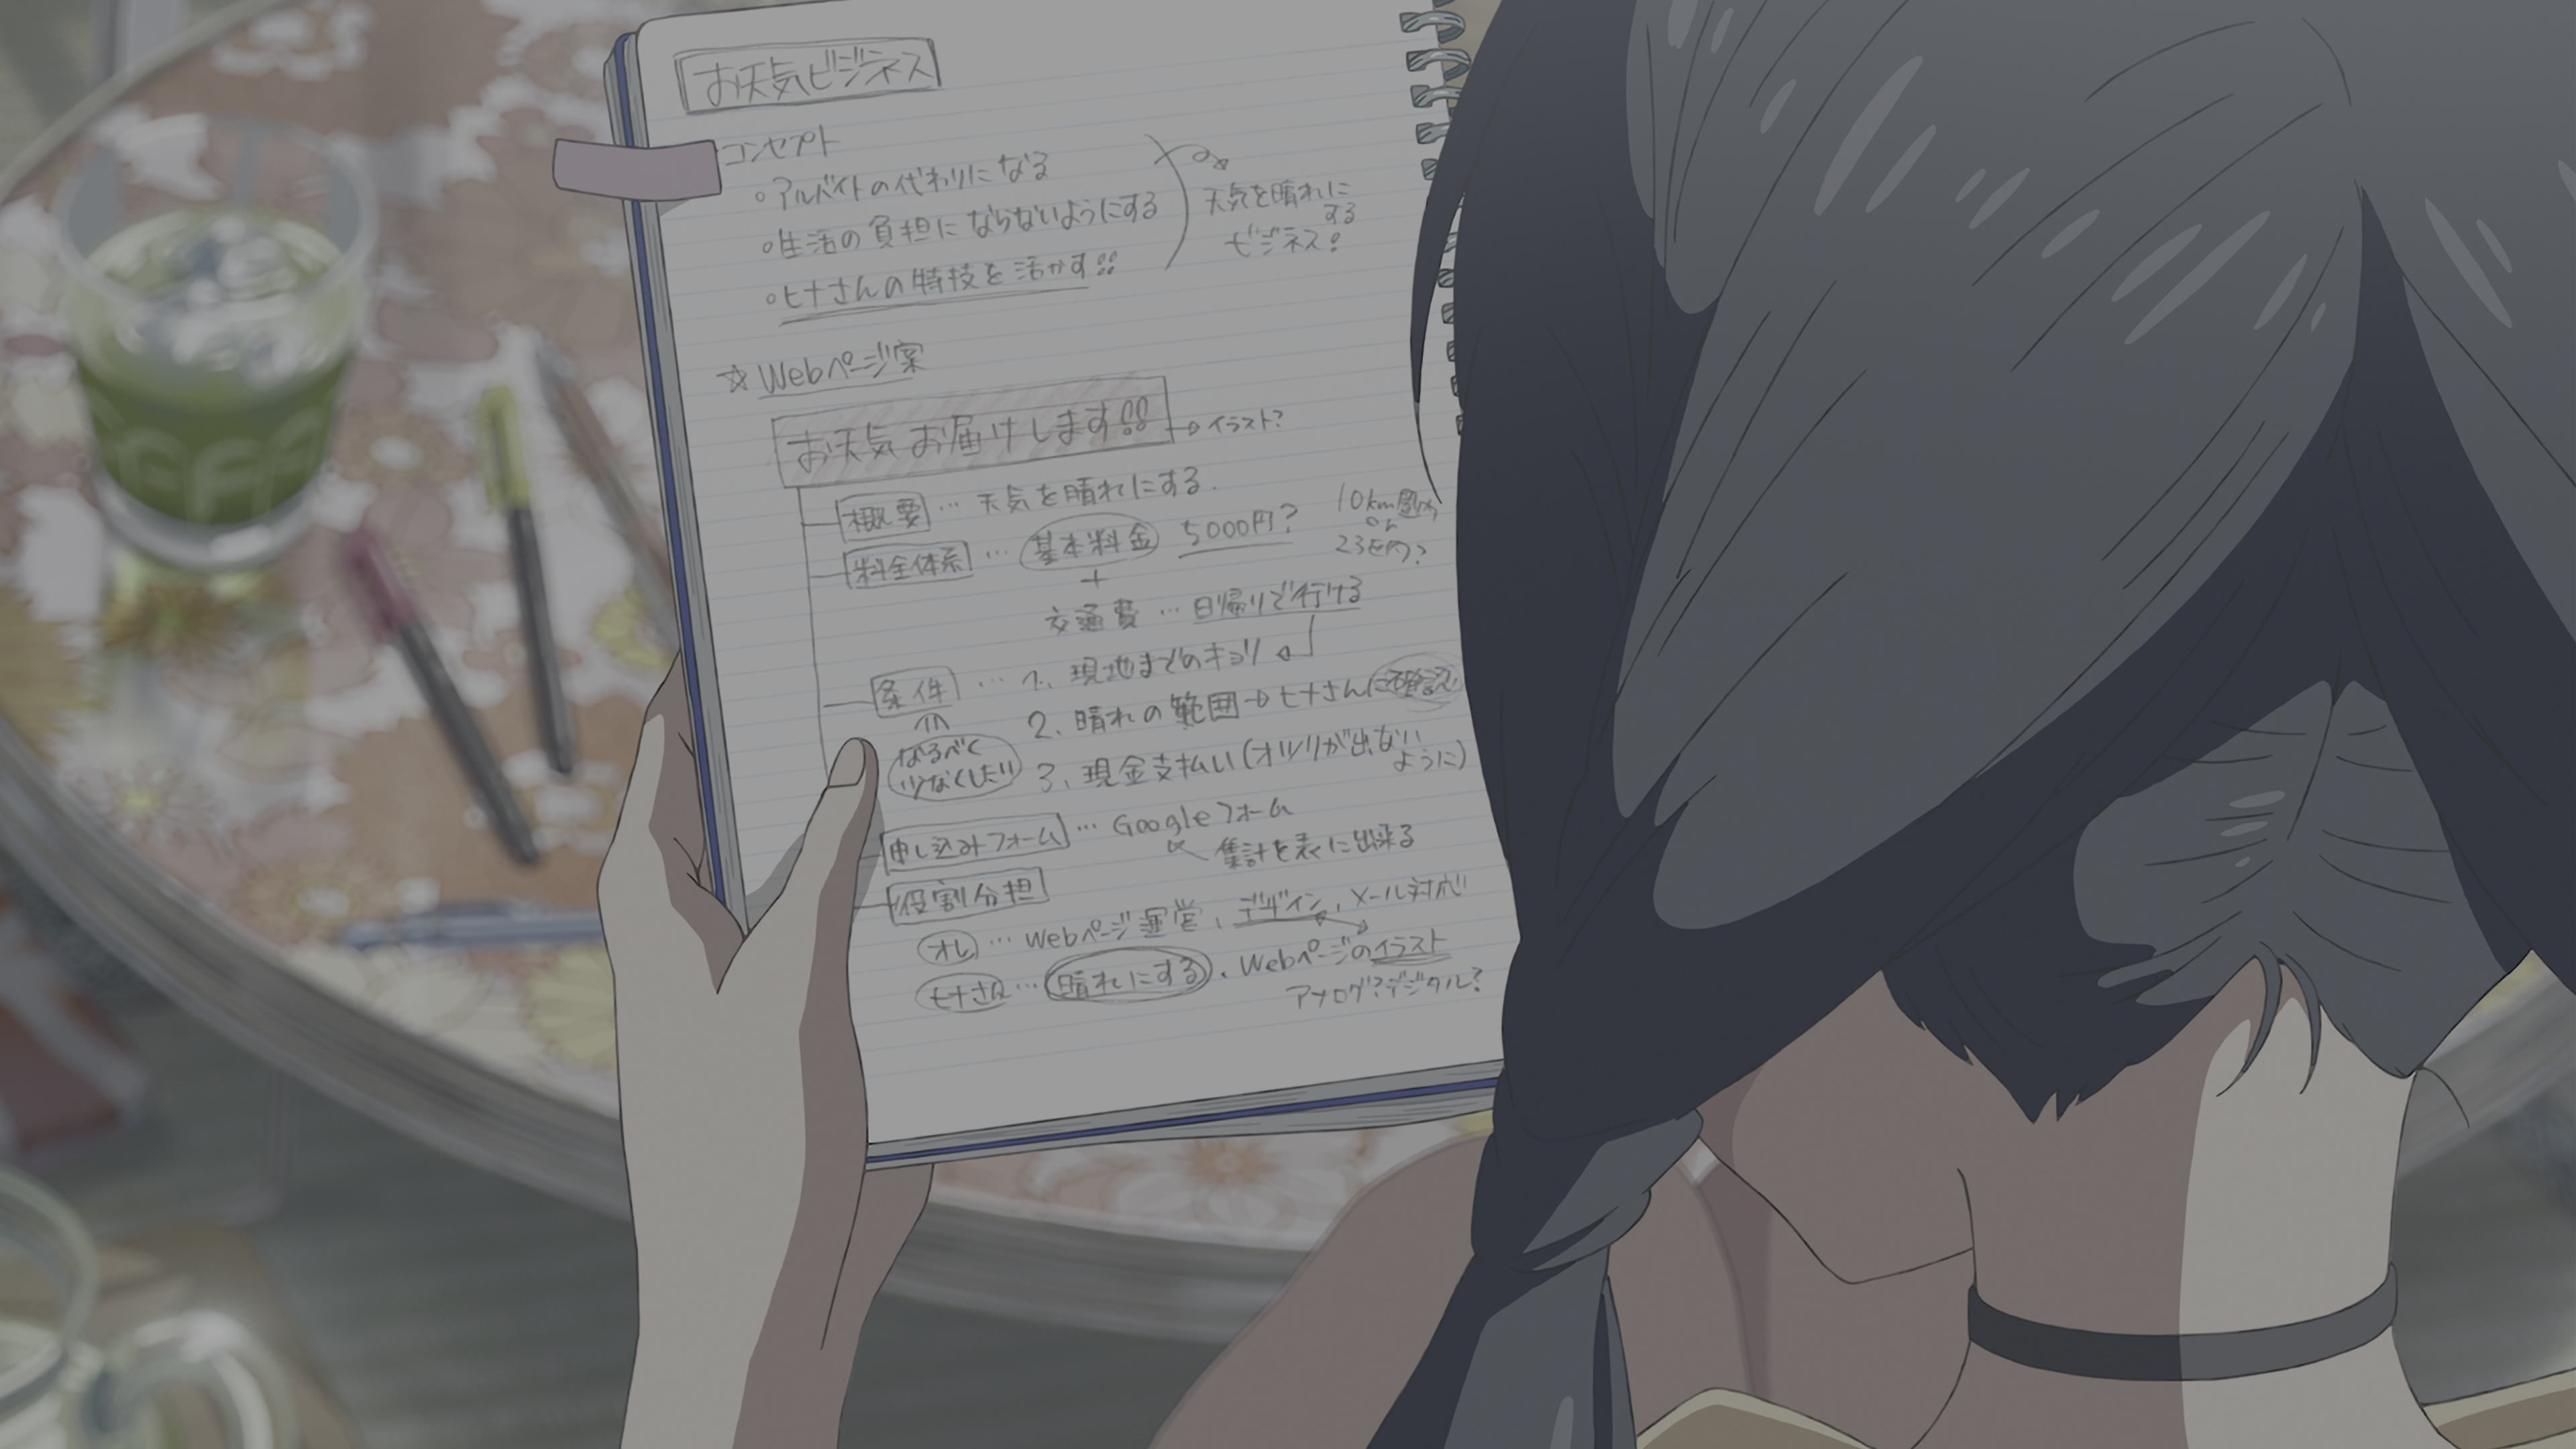 お天気ビジネス
コンセプト
。アルバイトの代わりになる
。生活の負担にならないようにする
。ヒナさんの特技を活かす!!
天気を晴れに
する
ビジネス!
☆Webページ案
お天気お届けします!!
→イラスト?
概要 … 天気を晴れにする.
料金体系 … 基本料金 5000円?
10km圏内
or
23区内?
+
交通費 … 日帰りで行ける
条件 … 1. 現地までのキョリ
2. 晴れの範囲→ヒナさんに確認
3. 現金支払い(オツリが出ない
ように)
なるべく
少なくしたい
申し込みフォーム … Googleフォーム
集計を表に出来る
役割分担
オレ … Webページ運営、デザイン、メール対応
ヒナさん … 晴れにする、Webページのイラスト
アナログ?デジタル?